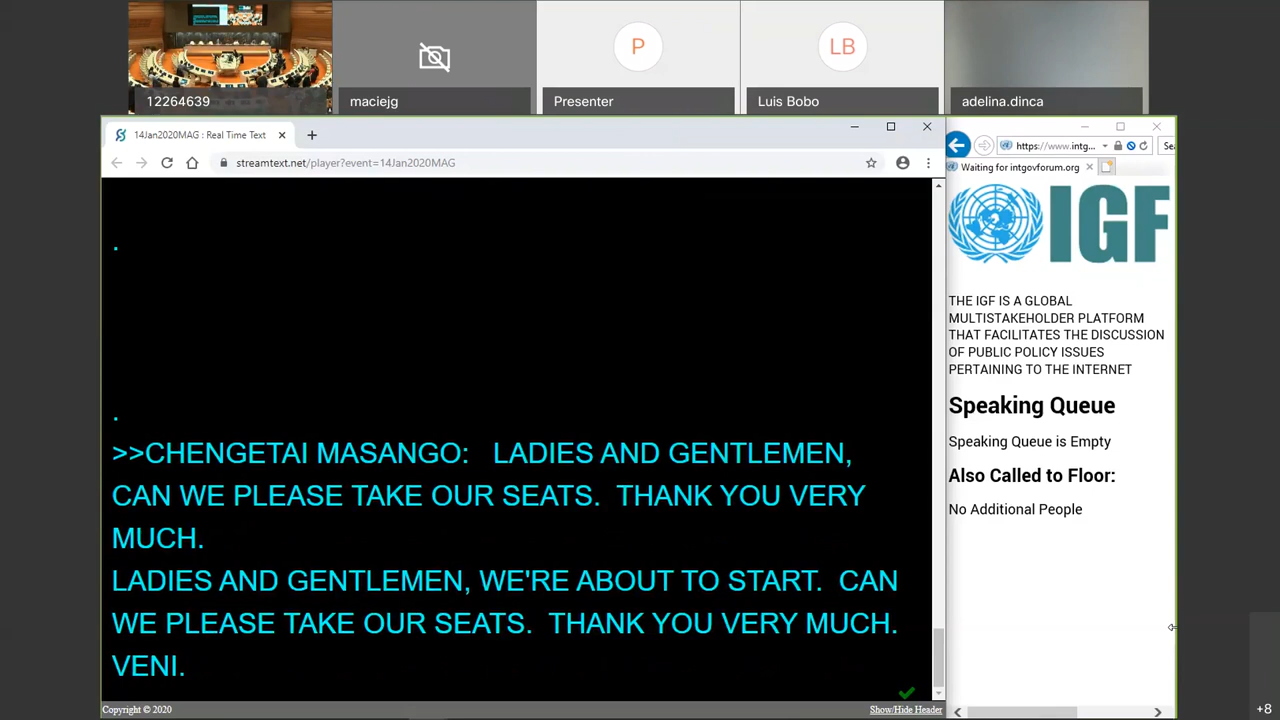 P
LB
12264639
maciejg
Presenter
Luis Bobo
adelina.dinca
14Jan2020MAG : Real Time Text
streamtext.net/player?event=14Jan2020MAG
https://www.intg...
Sea
Waiting for intgovforum.org
IGF
.
.
>>CHENGETAI MASANGO:   LADIES AND GENTLEMEN,
CAN WE PLEASE TAKE OUR SEATS.  THANK YOU VERY
MUCH.
LADIES AND GENTLEMEN, WE'RE ABOUT TO START.  CAN
WE PLEASE TAKE OUR SEATS.  THANK YOU VERY MUCH.
VENI.
Copyright © 2020
Show/Hide Header
THE IGF IS A GLOBAL
MULTISTAKEHOLDER PLATFORM
THAT FACILITATES THE DISCUSSION
OF PUBLIC POLICY ISSUES
PERTAINING TO THE INTERNET
Speaking Queue
Speaking Queue is Empty
Also Called to Floor:
No Additional People
+8